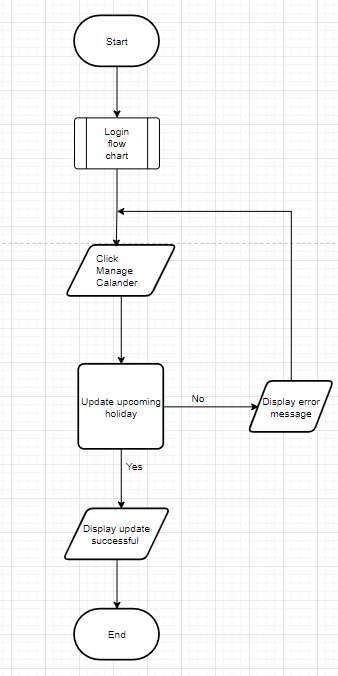 Start
Login
flow
chart
Click
Manage
Calander
Update upcoming
holiday
No
Display error
message
Yes
Display update
successful
End